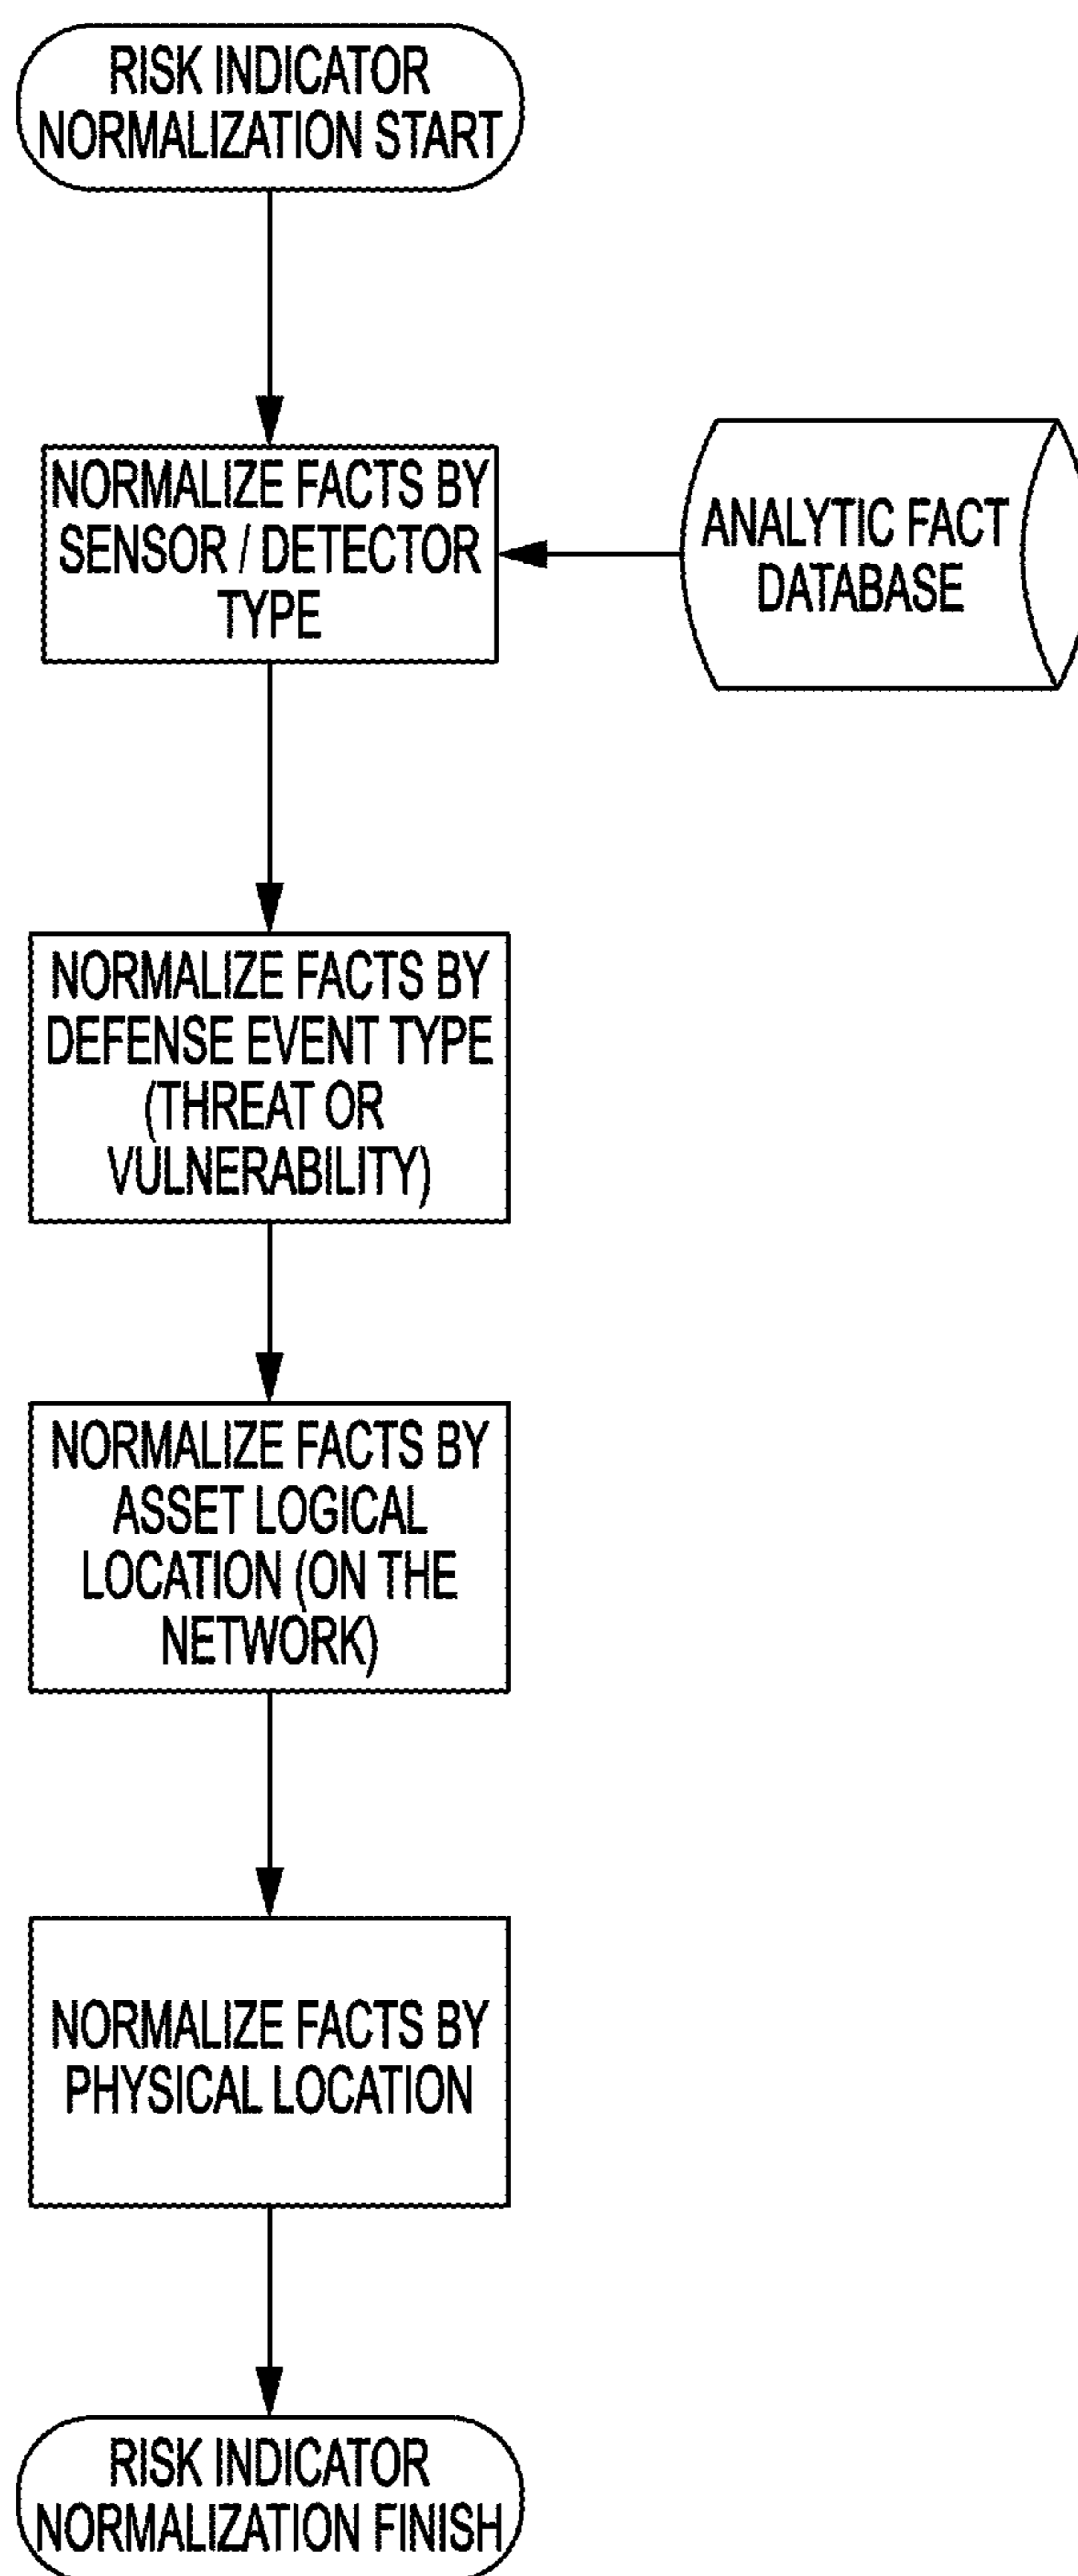 RISK INDICATOR
NORMALIZATION START
NORMALIZE FACTS BY
SENSOR / DETECTOR
TYPE
ANALYTIC FACT
DATABASE
NORMALIZE FACTS BY
DEFENSE EVENT TYPE
(THREAT OR
VULNERABILITY)
NORMALIZE FACTS BY
ASSET LOGICAL
LOCATION (ON THE
NETWORK)
NORMALIZE FACTS BY
PHYSICAL LOCATION
RISK INDICATOR
NORMALIZATION FINISH